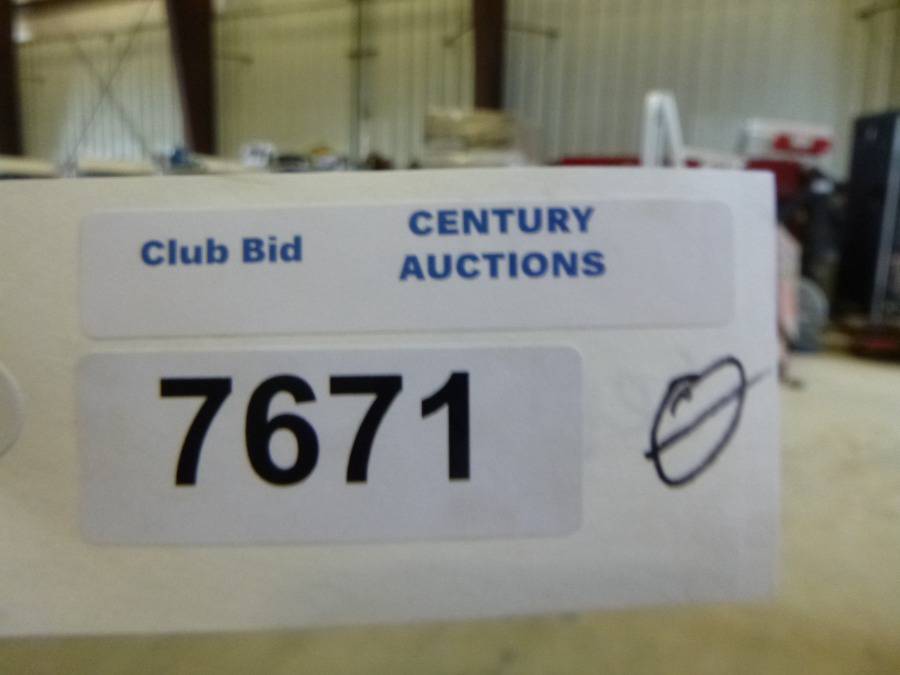 Club Bid
CENTURY
AUCTIONS
7671